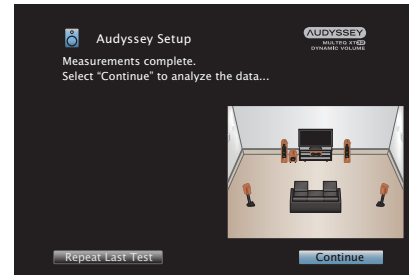 Audyssey Setup
AUDYSSEY
MULTEQ XT32
DYNAMIC VOLUME
Measurements complete.
Select “Continue” to analyze the data...
Repeat Last Test
Continue